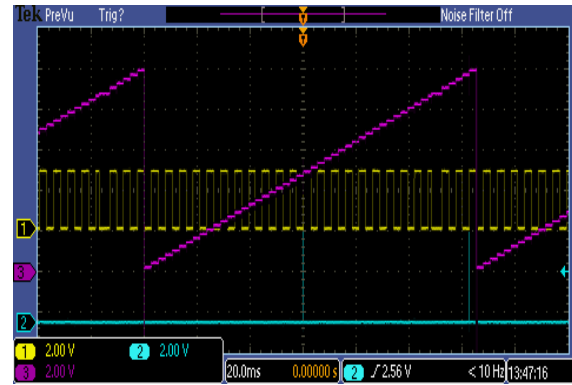 Tek PreVu Trig? Noise Filter Off
T
T
1
3
2
1 2.00 V 2 2.00 V
3 2.00 V 20.0ms 0.00000 s 2 2.56 V < 10 Hz 13:47:16